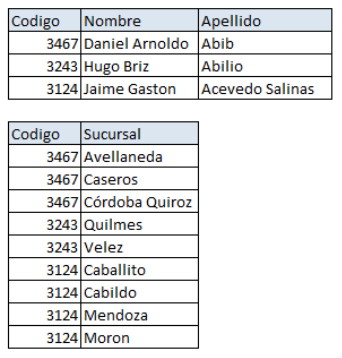 Codigo Nombre Apellido
3467 Daniel Arnoldo Abib
3243 Hugo Briz Abilio
3124 Jaime Gaston Acevedo Salinas
Codigo Sucursal
3467 Avellaneda
3467 Caseros
3467 Córdoba Quiroz
3243 Quilmes
3243 Velez
3124 Caballito
3124 Cabildo
3124 Mendoza
3124 Moron